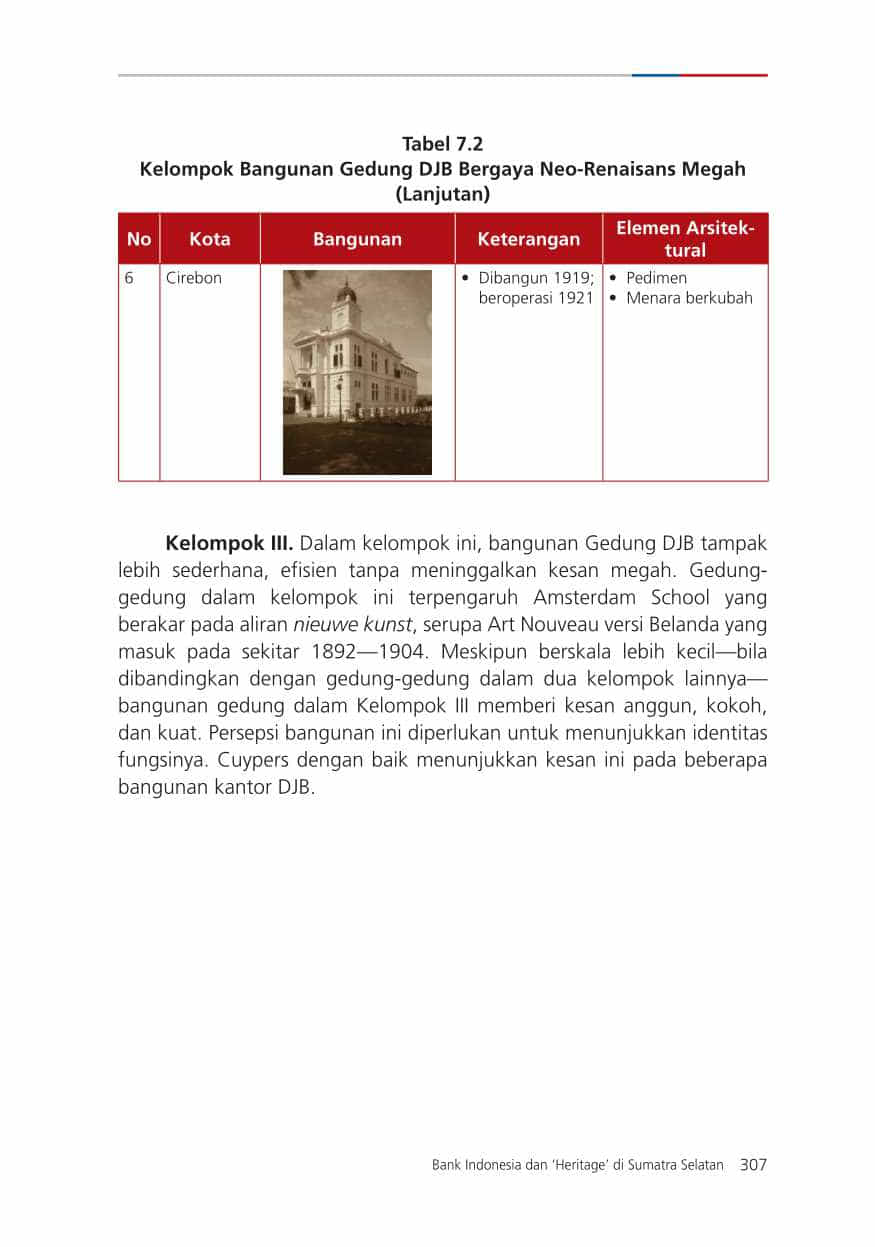 Tabel 7.2
Kelompok Bangunan Gedung DJB Bergaya Neo-Renaisans Megah
(Lanjutan)
No Kota Bangunan Keterangan Elemen Arsitek-
tural
6 Cirebon • Dibangun 1919; • Pedimen
beroperasi 1921 • Menara berkubah
Kelompok III. Dalam kelompok ini, bangunan Gedung DJB tampak
lebih sederhana, efisien tanpa meninggalkan kesan megah. Gedung-
gedung dalam kelompok ini terpengaruh Amsterdam School yang
berakar pada aliran nieuwe kunst, serupa Art Nouveau versi Belanda yang
masuk pada sekitar 1892—1904. Meskipun berskala lebih kecil—bila
dibandingkan dengan gedung-gedung dalam dua kelompok lainnya—
bangunan gedung dalam Kelompok III memberi kesan anggun, kokoh,
dan kuat. Persepsi bangunan ini diperlukan untuk menunjukkan identitas
fungsinya. Cuypers dengan baik menunjukkan kesan ini pada beberapa
bangunan kantor DJB.
Bank Indonesia dan ‘Heritage’ di Sumatra Selatan 307